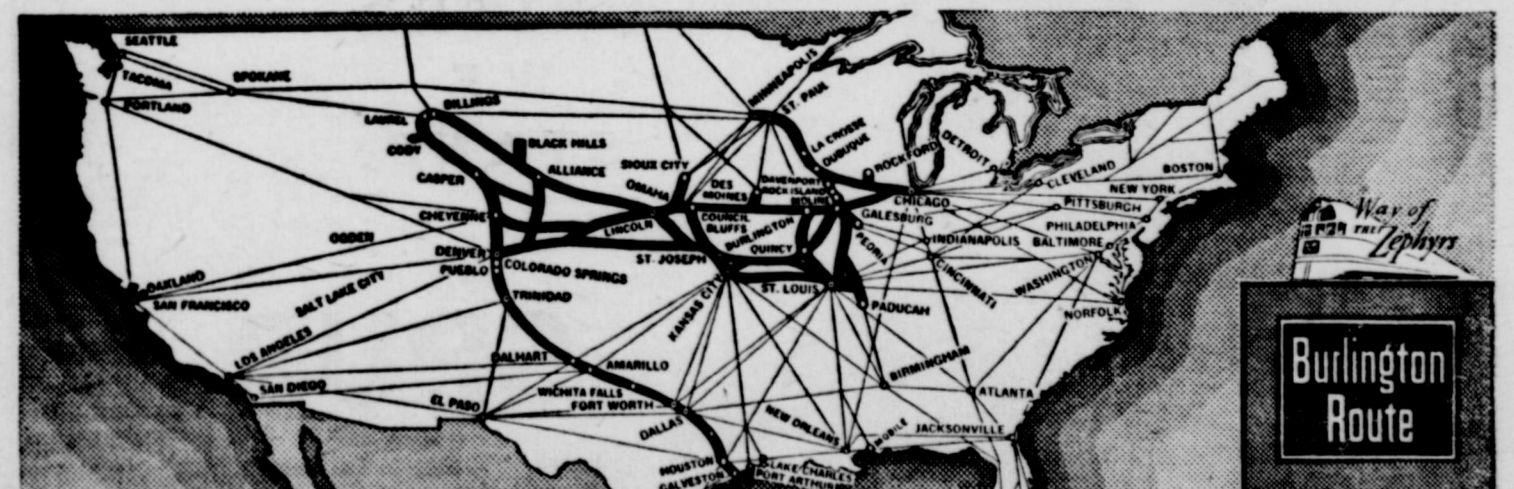 SEATTLE
TACOMA
SPOKANE
PORTLAND
LAUREL
BILLINGS
CODY
BLACK HILLS
CASPER
ALLIANCE
SIOUX CITY
OMAHA
MINNEAPOLIS
ST. PAUL
LA CROSSE
DUBUQUE
ROCKFORD
DETROIT
CLEVELAND
BOSTON
NEW YORK
PITTSBURGH
PHILADELPHIA
BALTIMORE
WASHINGTON
NORFOLK
DES
MOINES
DAVENPORT
ROCK ISLAND
MOLINE
CHICAGO
GALESBURG
PEORIA
INDIANAPOLIS
CINCINNATI
CHEYENNE
OGDEN
LINCOLN
COUNCIL
BLUFFS
BURLINGTON
QUINCY
DENVER
PUEBLO
COLORADO SPRINGS
ST. JOSEPH
KANSAS CITY
ST. LOUIS
PADUCAH
OAKLAND
SAN FRANCISCO
SALT LAKE CITY
TRINIDAD
LOS ANGELES
SAN DIEGO
DALHART
AMARILLO
WICHITA FALLS
FORT WORTH
EL PASO
DALLAS
BIRMINGHAM
ATLANTA
NEW ORLEANS
MOBILE
JACKSONVILLE
HOUSTON
GALVESTON
LAKE CHARLES
PORT ARTHUR
Way of
THE Zephyrs
Burlington
Route